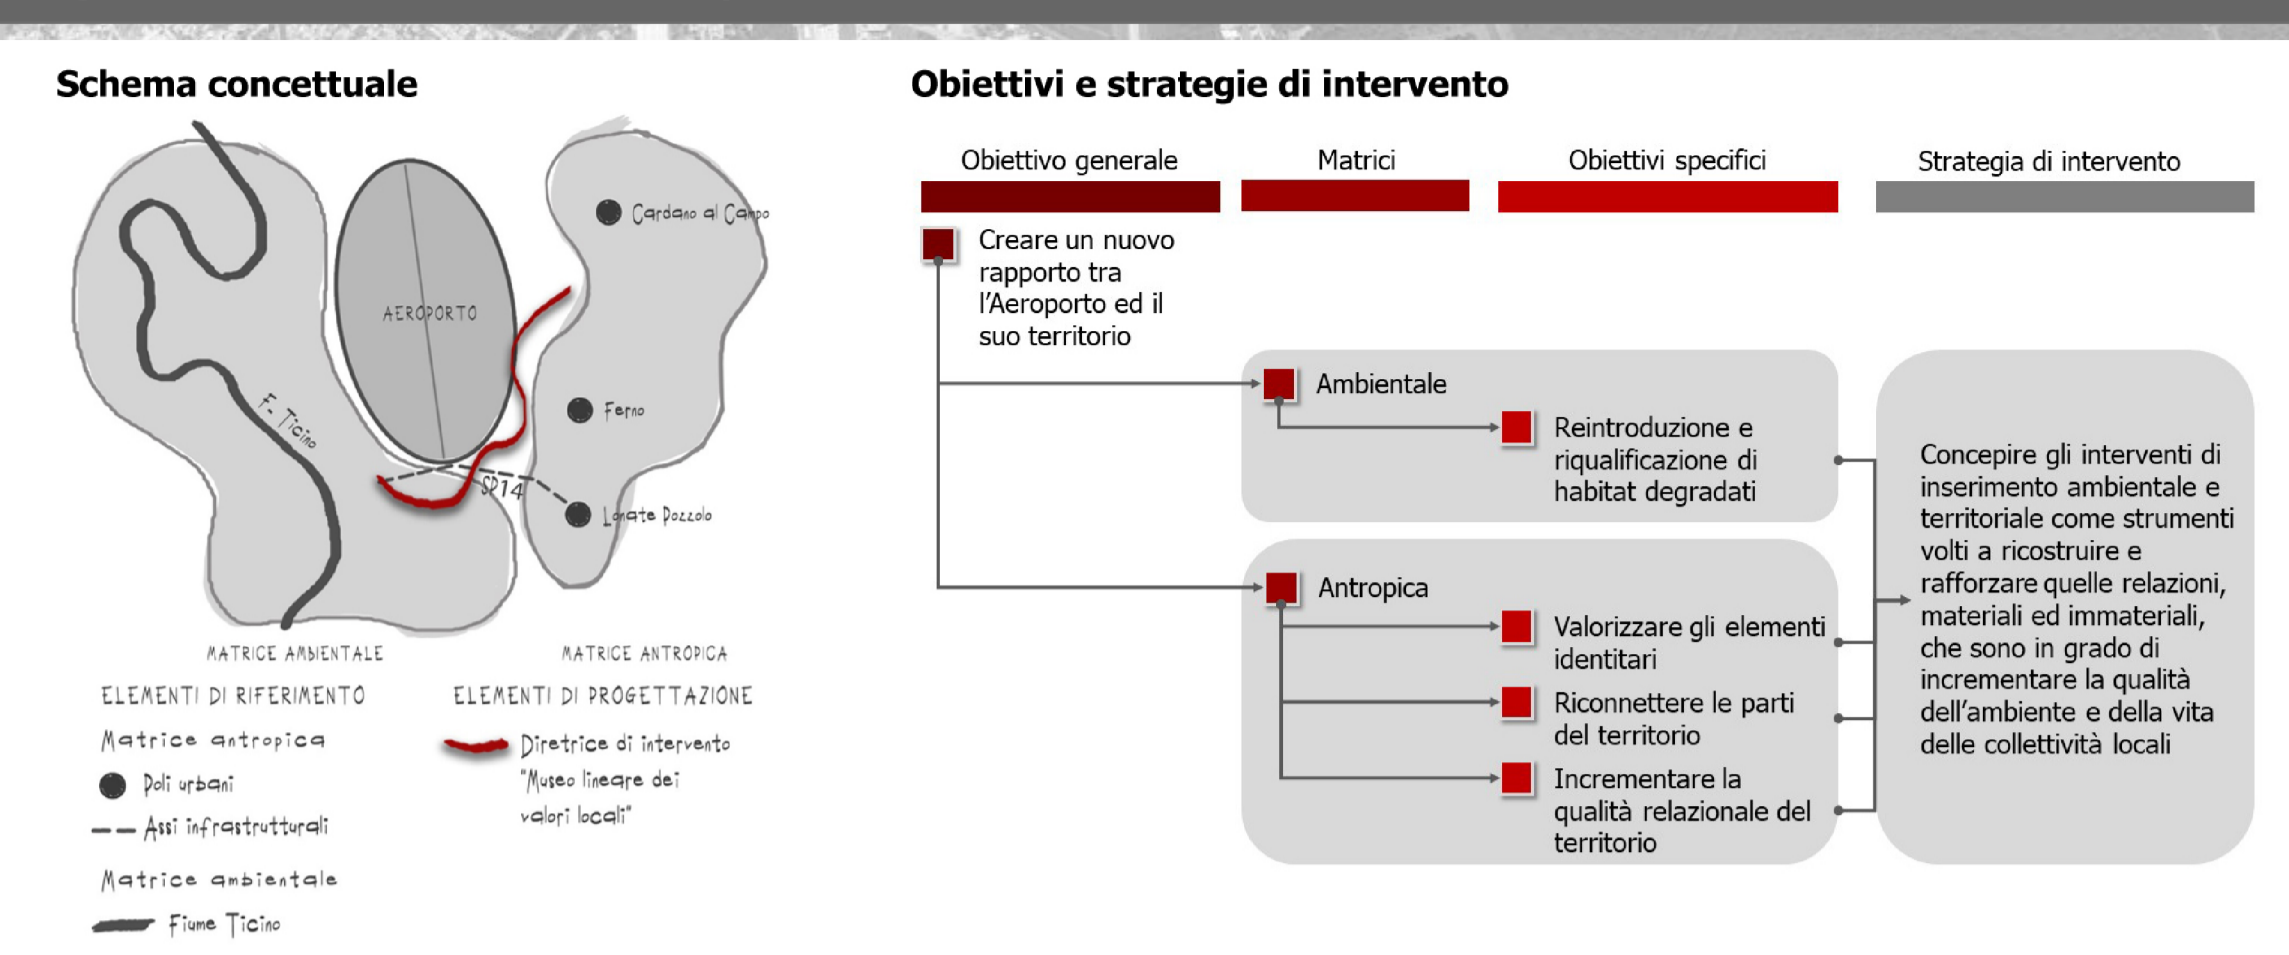 Schema concettuale
Cardano al Campo
AEROPORTO
F. Ticino
Ferno
SP14
Lonate Pozzolo
MATRICE AMBIENTALE
MATRICE ANTROPICA
ELEMENTI DI RIFERIMENTO
Matrice antropica
Poli urbani
Assi infrastrutturali
Matrice ambientale
Fiume Ticino
ELEMENTI DI PROGETTAZIONE
Diretrice di intervento
"Museo lineare dei
valori locali"
Obiettivi e strategie di intervento
Obiettivo generale
Matrici
Obiettivi specifici
Strategia di intervento
Creare un nuovo
rapporto tra
l'Aeroporto ed il
suo territorio
Ambientale
Reintroduzione e
riqualificazione di
habitat degradati
Antropica
Valorizzare gli elementi
identitari
Riconnettere le parti
del territorio
Incrementare la
qualità relazionale del
territorio
Concepire gli interventi di
inserimento ambientale e
territoriale come strumenti
volti a ricostruire e
rafforzare quelle relazioni,
materiali ed immateriali,
che sono in grado di
incrementare la qualità
dell'ambiente e della vita
delle collettività locali